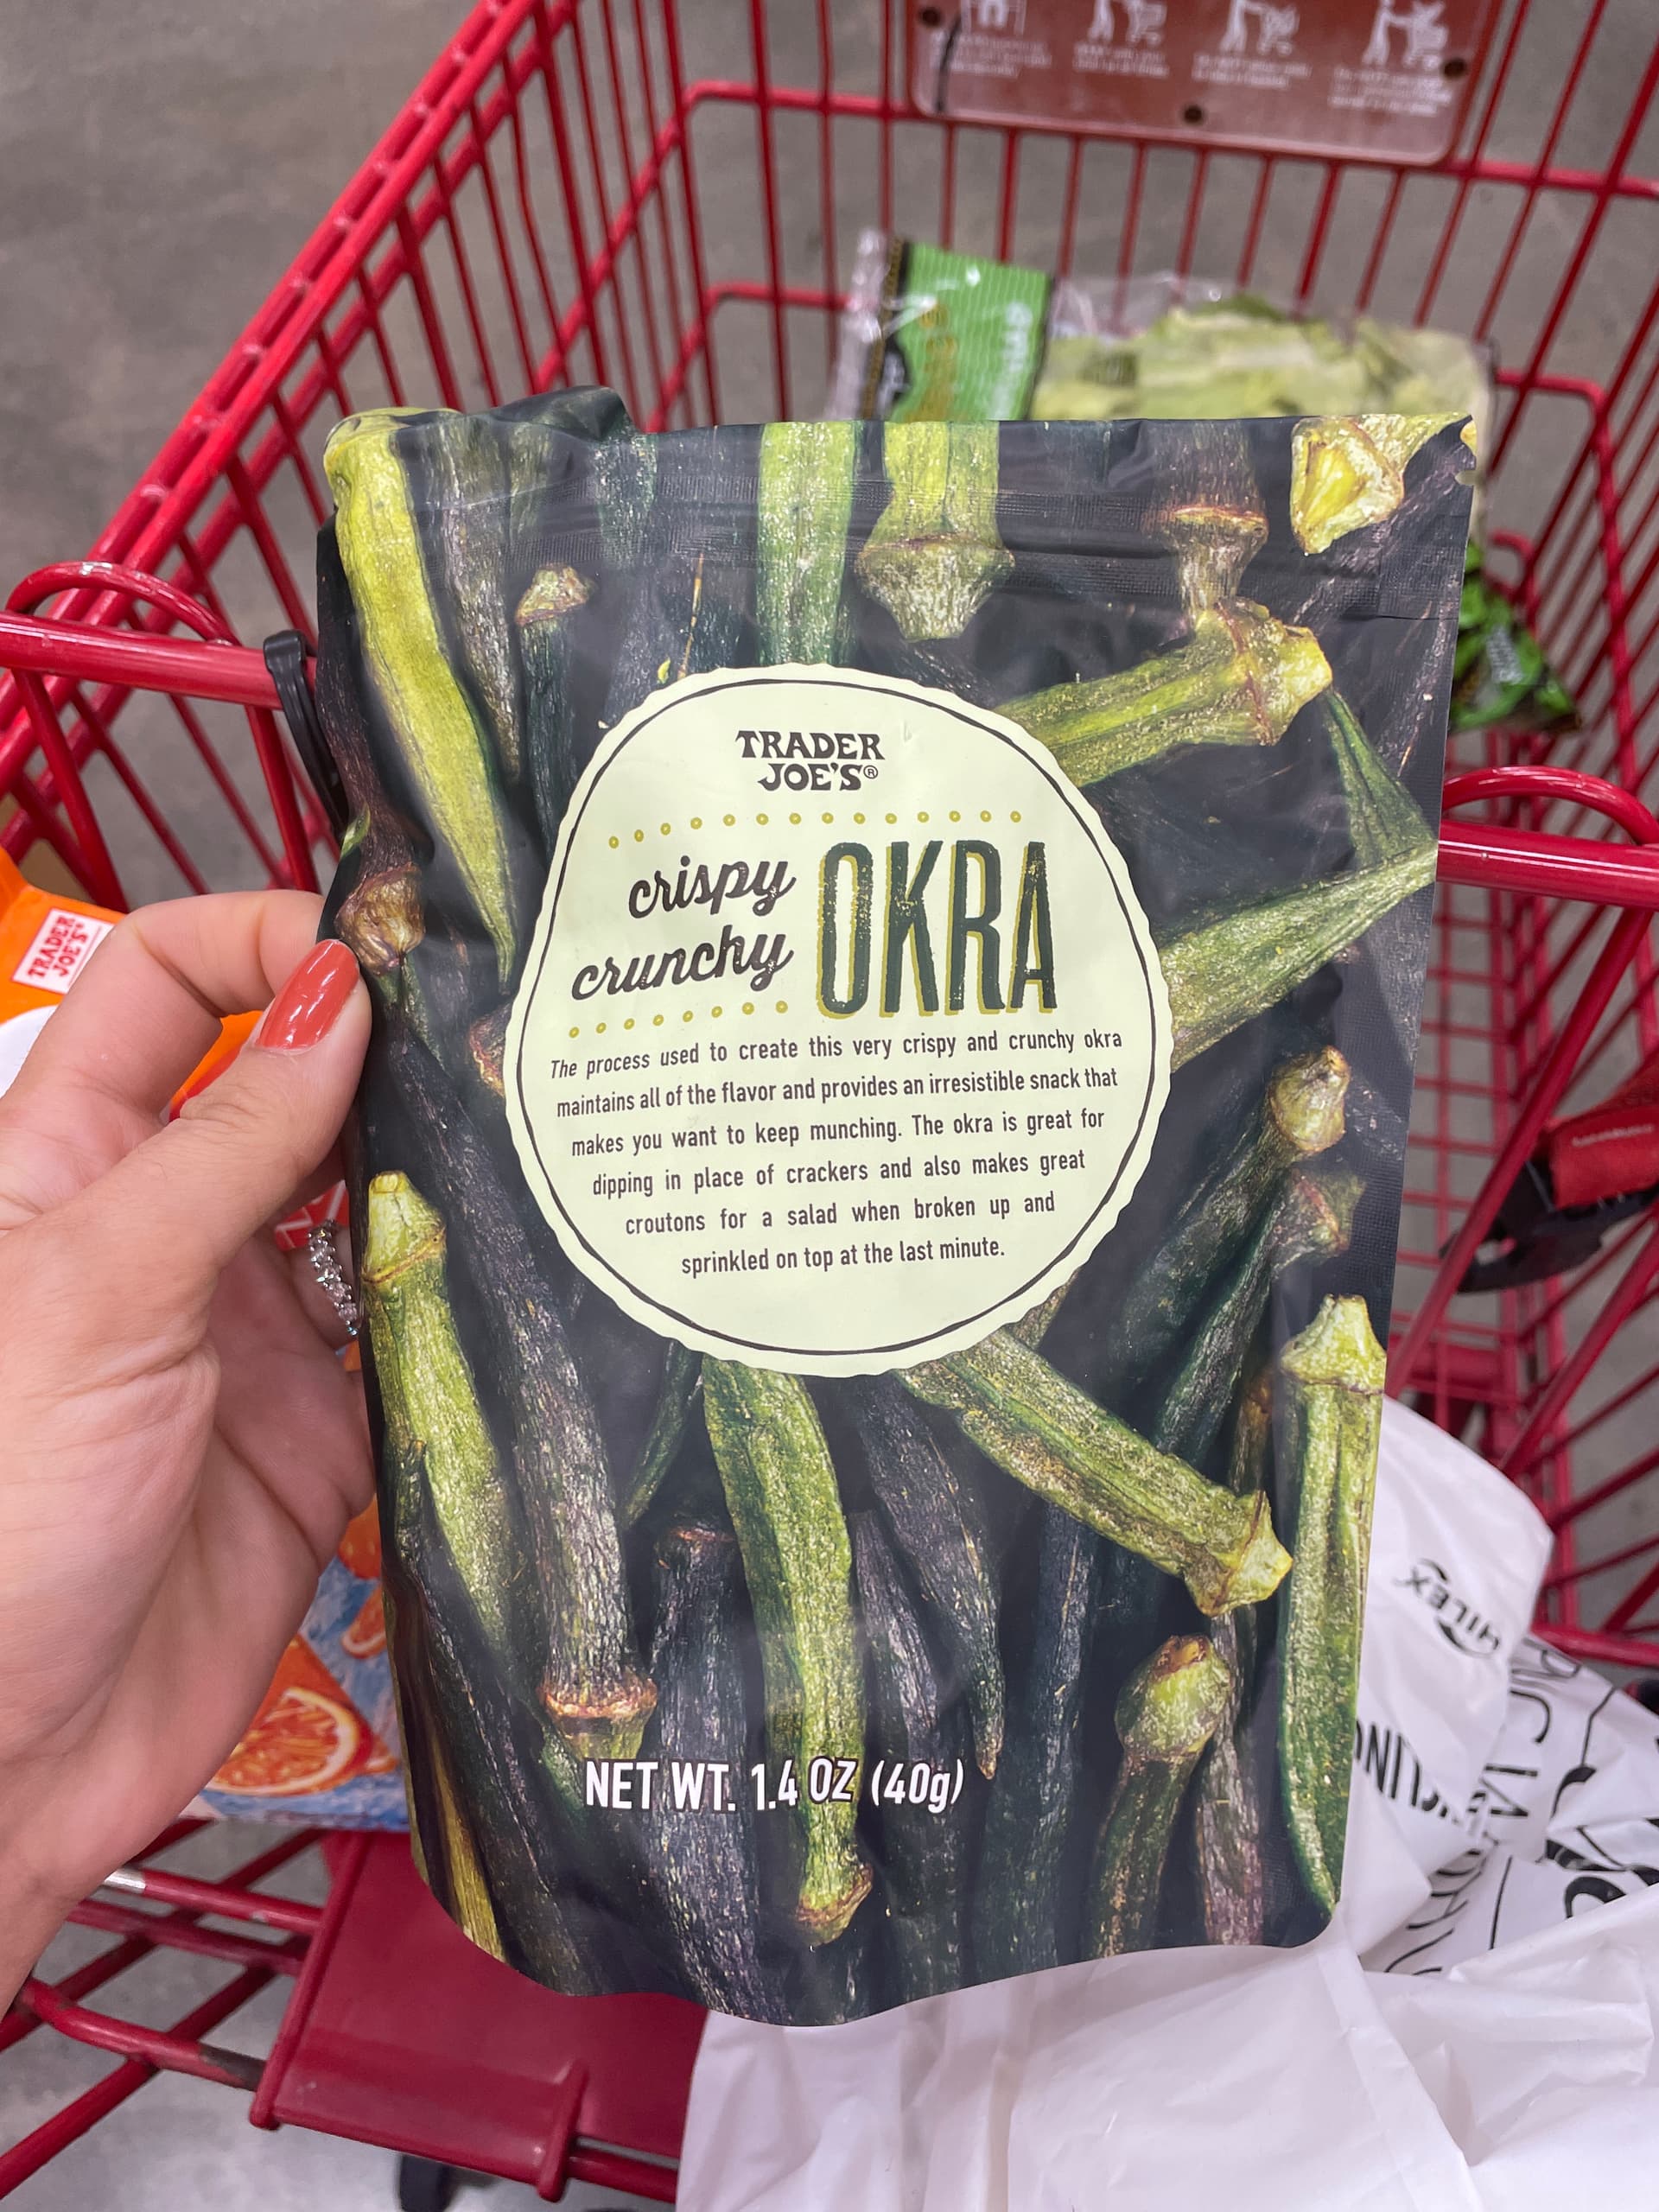 TRADER
JOE'S®
crispy
crunchy
OKRA
The process used to create this very crispy and crunchy okra
maintains all of the flavor and provides an irresistible snack that
makes you want to keep munching. The okra is great for
dipping in place of crackers and also makes great
croutons for a salad when broken up and
sprinkled on top at the last minute.
NET WT. 1.4 OZ (40g)
TRADER
JOE'S
HILEX